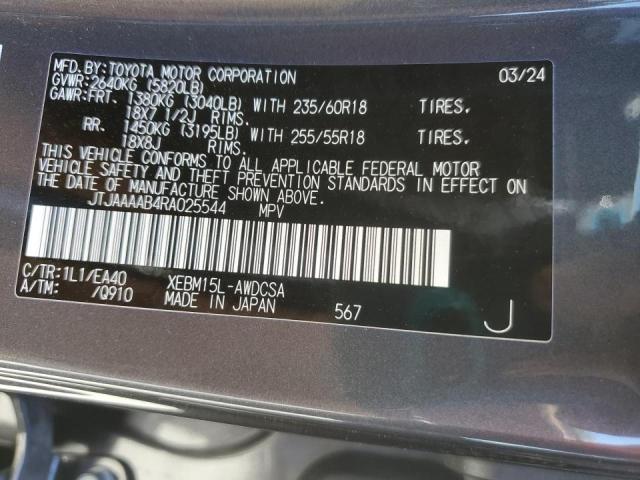 MFD. BY: TOYOTA MOTOR CORPORATION 03/24
GVWR: 2640KG (5820LB)
GAWR: FRT. 1380KG (3040LB) WITH 235/60R18 TIRES.
18X7 1/2J RIMS.
RR. 1450KG (3195LB) WITH 255/55R18 TIRES.
18X8J RIMS.
THIS VEHICLE CONFORMS TO ALL APPLICABLE FEDERAL MOTOR
VEHICLE SAFETY AND THEFT PREVENTION STANDARDS IN EFFECT ON
THE DATE OF MANUFACTURE SHOWN ABOVE.
JTJAAAAB4RA025544 MPV
C/TR: 1L1/EA40 XEBM15L-AWDCSA
A/TM: /Q910 MADE IN JAPAN 567
J